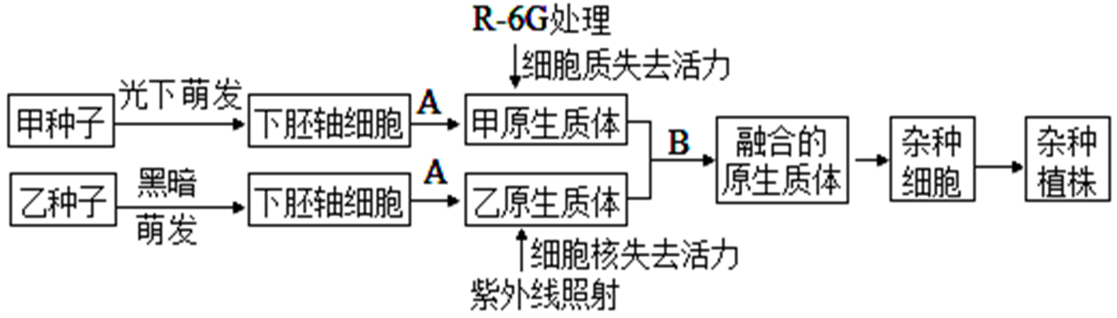 R-6G处理
细胞质失去活力
甲种子
光下萌发
下胚轴细胞
A
甲原生质体
B
融合的
原生质体
杂种
细胞
杂种
植株
乙种子
黑暗
萌发
下胚轴细胞
A
乙原生质体
细胞核失去活力
紫外线照射